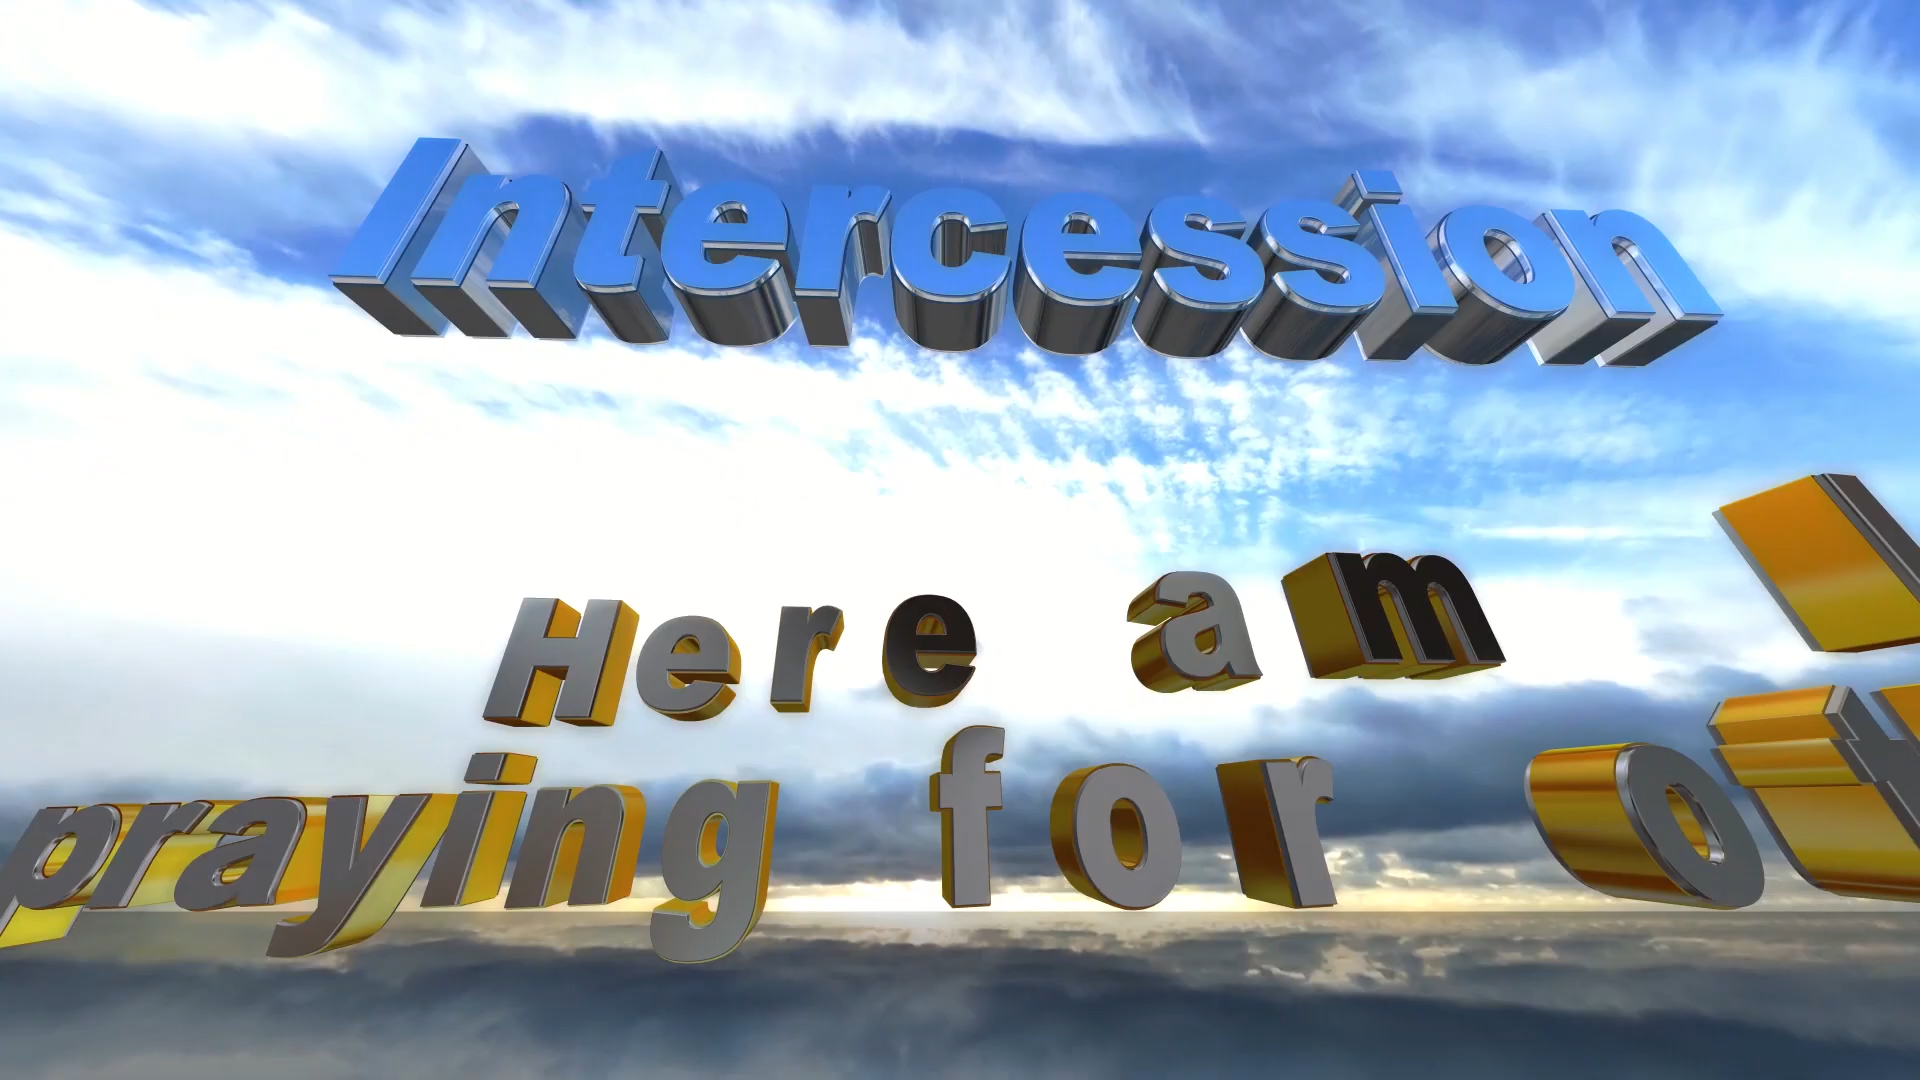 Intercession
Here am I
praying for